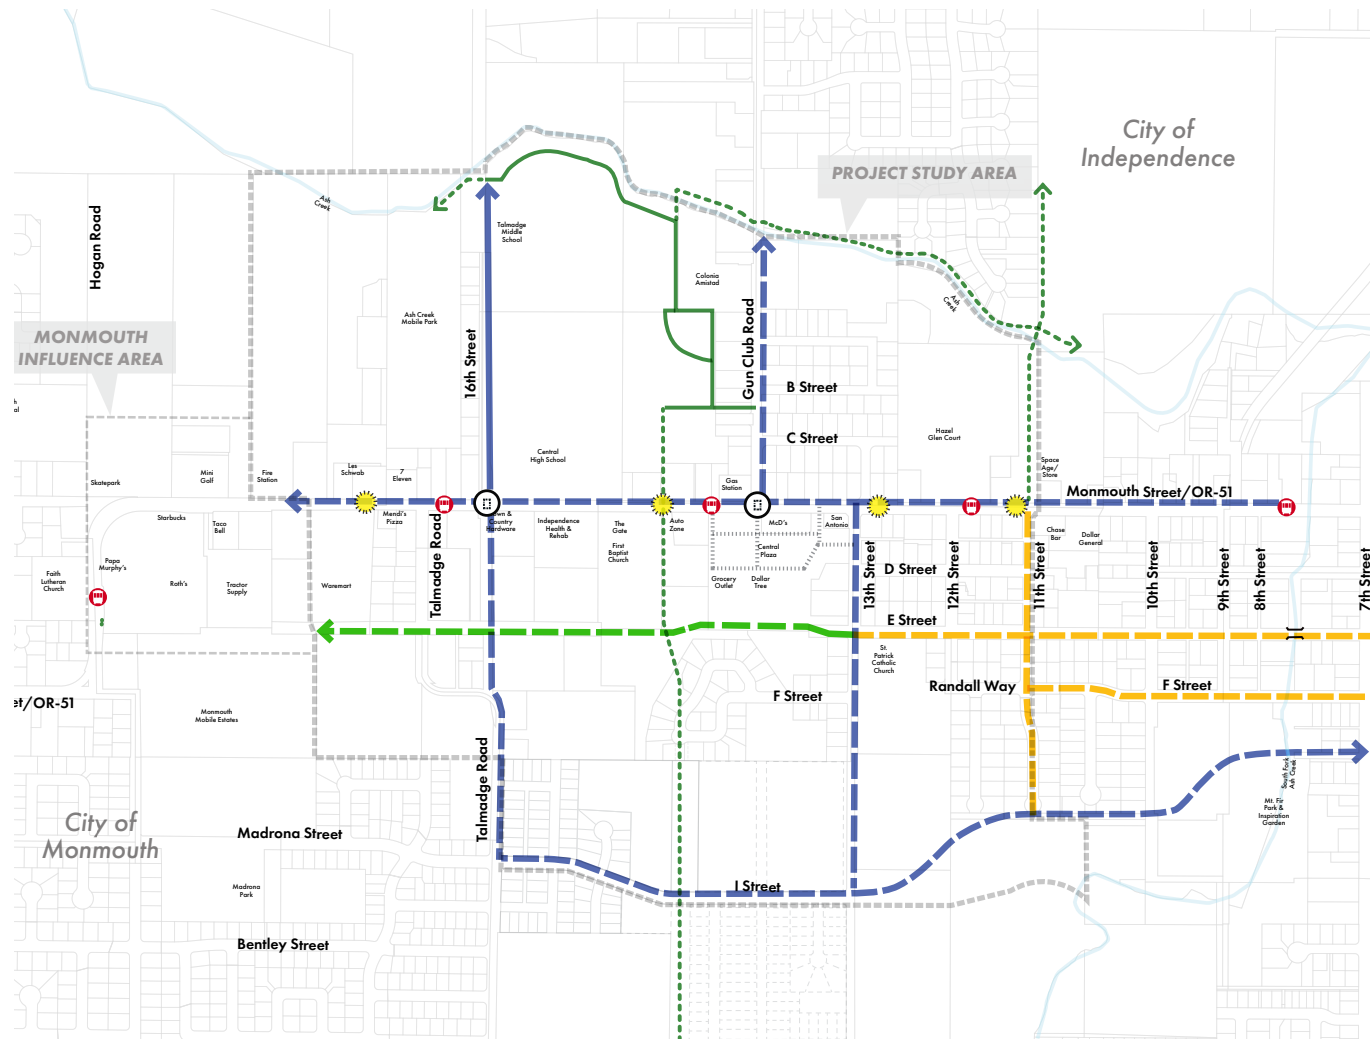 City of
Independence
PROJECT STUDY AREA
Ash
Creek
Hogan Road
Talmadge
Middle
School
Colonia
Amistad
Ash
Creek
Ash Creek
Mobile Park
MONMOUTH
INFLUENCE AREA
16th Street
Gun Club Road
B Street
C Street
Hazel
Glen Court
Central
High School
Les
Schwab
7
Eleven
Mini
Golf
Fire
Station
Skatepark
Gas
Station
Space
Age/
Store
Monmouth Street/OR-51
Starbucks
Taco
Bell
Mendi's
Pizza
Talmadge Road
& Country
Hardware
Independence
Health &
Rehab
The
Gate
First
Baptist
Church
Auto
Zone
McD's
San
Antonio
Central
Plaza
Grocery
Outlet
Dollar
Tree
13th Street
D Street
12th Street
11th Street
Chase
Bar
Dollar
General
10th Street
9th Street
8th Street
7th
Papa
Murphy's
Faith
Lutheran
Church
Roth's
Tractor
Supply
Waremart
E Street
St.
Patrick
Catholic
Church
Randall Way
F Street
F Street
et/OR-51
Monmouth
Mobile Estates
Talmadge Road
South Fork
Ash Creek
Mt. Fir
Park &
Inspiration
Garden
City of
Monmouth
Madrona Street
Madrona
Park
I Street
Bentley Street